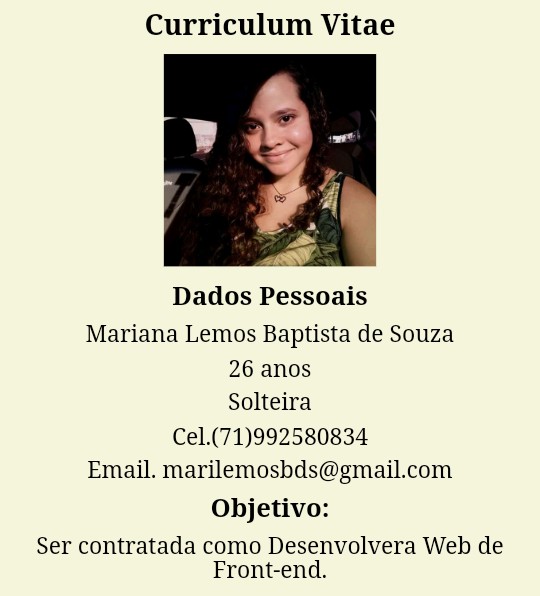 Curriculum Vitae
Dados Pessoais
Mariana Lemos Baptista de Souza
26 anos
Solteira
Cel.(71)992580834
Email. marilemosbds@gmail.com
Objetivo:
Ser contratada como Desenvolvera Web de
Front-end.